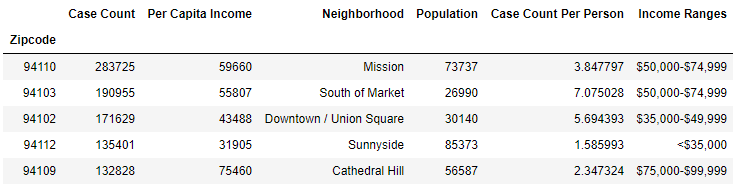 Case Count Per Capita Income Neighborhood Population Case Count Per Person Income Ranges
Zipcode
94110 283725 59660 Mission 73737 3.847797 $50,000-$74,999
94103 190955 55807 South of Market 26990 7.075028 $50,000-$74,999
94102 171629 43488 Downtown / Union Square 30140 5.694393 $35,000-$49,999
94112 135401 31905 Sunnyside 85373 1.585993 <$35,000
94109 132828 75460 Cathedral Hill 56587 2.347324 $75,000-$99,999